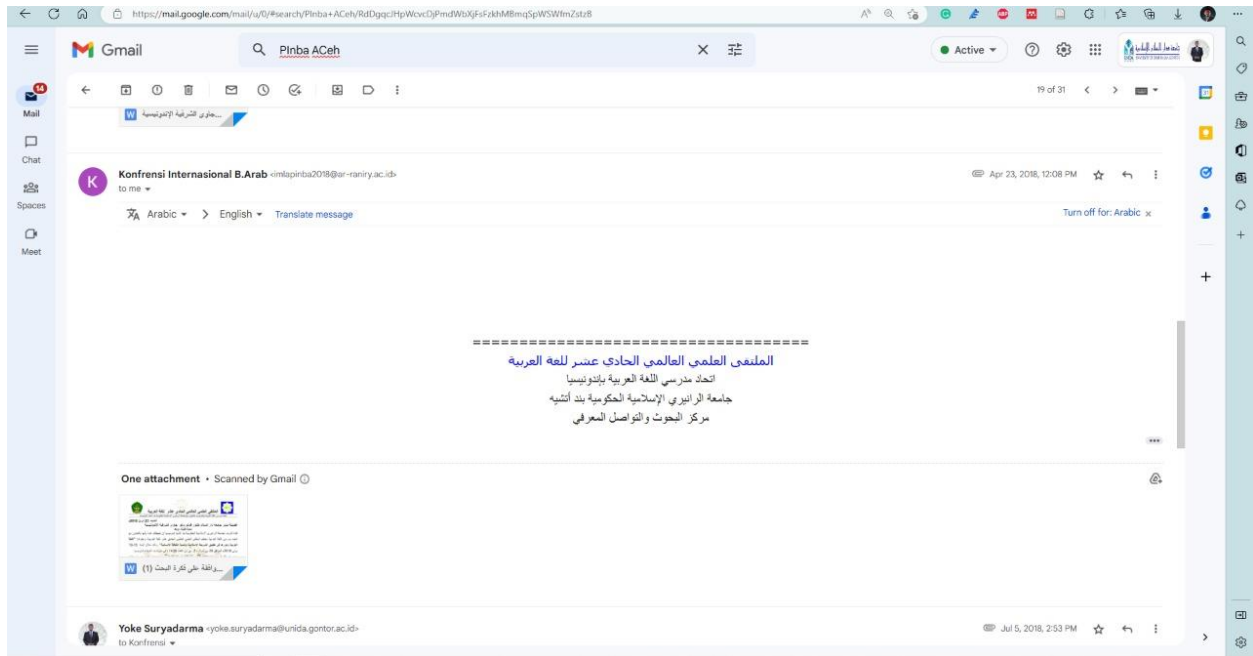 https://mail.google.com/mail/u/0/#search/PInba+ACeh/
Gmail
PInba ACeh
Active
14
Mail
Chat
Spaces
Meet
19 of 31
Konfrensi Internasional B.Arab <imlapinba2018@ar-raniry.ac.id>
Apr 23, 2018, 12:08 PM
to me
Arabic > English Translate message
Turn off for: Arabic x
====================================
الملتقى العلمي العالمي الحادي عشر للغة العربية
اتحاد مدرسي اللغة العربية بإندونيسيا
جامعة الرانيري الإسلامية الحكومية بند أتشيه
مركز البحوث والتواصل المعرفي
One attachment • Scanned by Gmail
...وافقة على فكرة البحث (1)
Yoke Suryadarma <yoke.suryadarma@unida.gontor.ac.id>
Jul 5, 2018, 2:53 PM
to Konfrensi